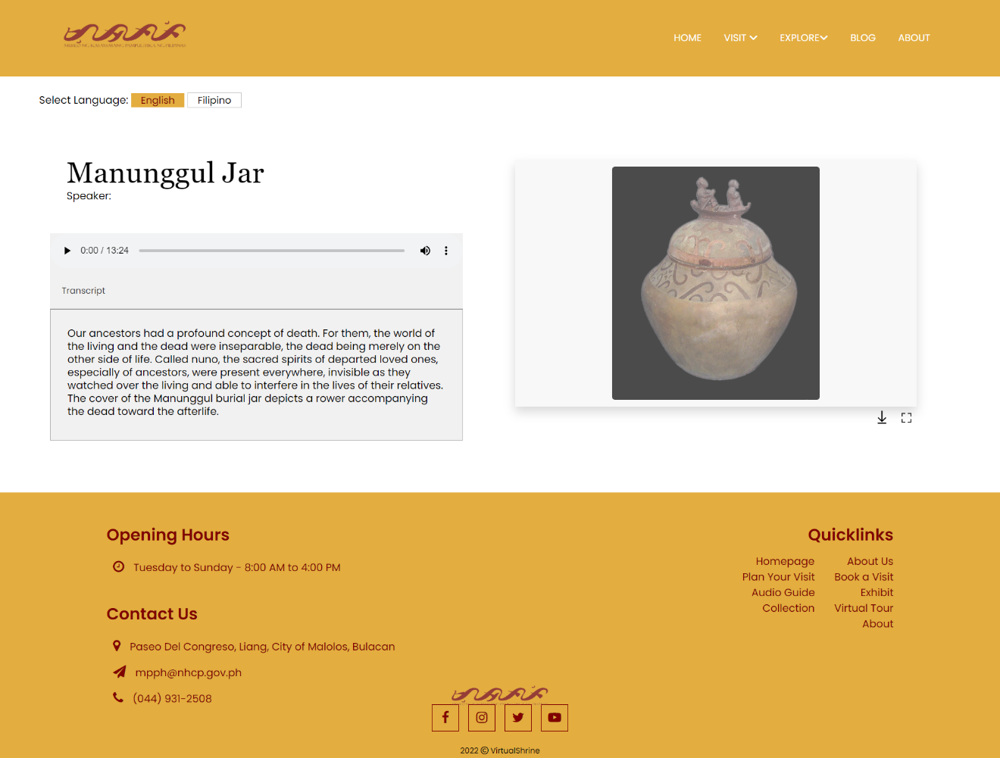 MUSEO NG KASAYSAYANG PAMPULITIKA NG PILIPINAS
HOME VISIT EXPLORE BLOG ABOUT
Select Language: English Filipino
Manunggul Jar
Speaker:
0:00 / 13:24
Transcript
Our ancestors had a profound concept of death. For them, the world of
the living and the dead were inseparable, the dead being merely on the
other side of life. Called nuno, the sacred spirits of departed loved ones,
especially of ancestors, were present everywhere, invisible as they
watched over the living and able to interfere in the lives of their relatives.
The cover of the Manunggul burial jar depicts a rower accompanying
the dead toward the afterlife.
Opening Hours
Tuesday to Sunday - 8:00 AM to 4:00 PM
Contact Us
Paseo Del Congreso, Liang, City of Malolos, Bulacan
mpph@nhcp.gov.ph
(044) 931-2508
Quicklinks
Homepage About Us
Plan Your Visit Book a Visit
Audio Guide Exhibit
Collection Virtual Tour
About
2022 © VirtualShrine